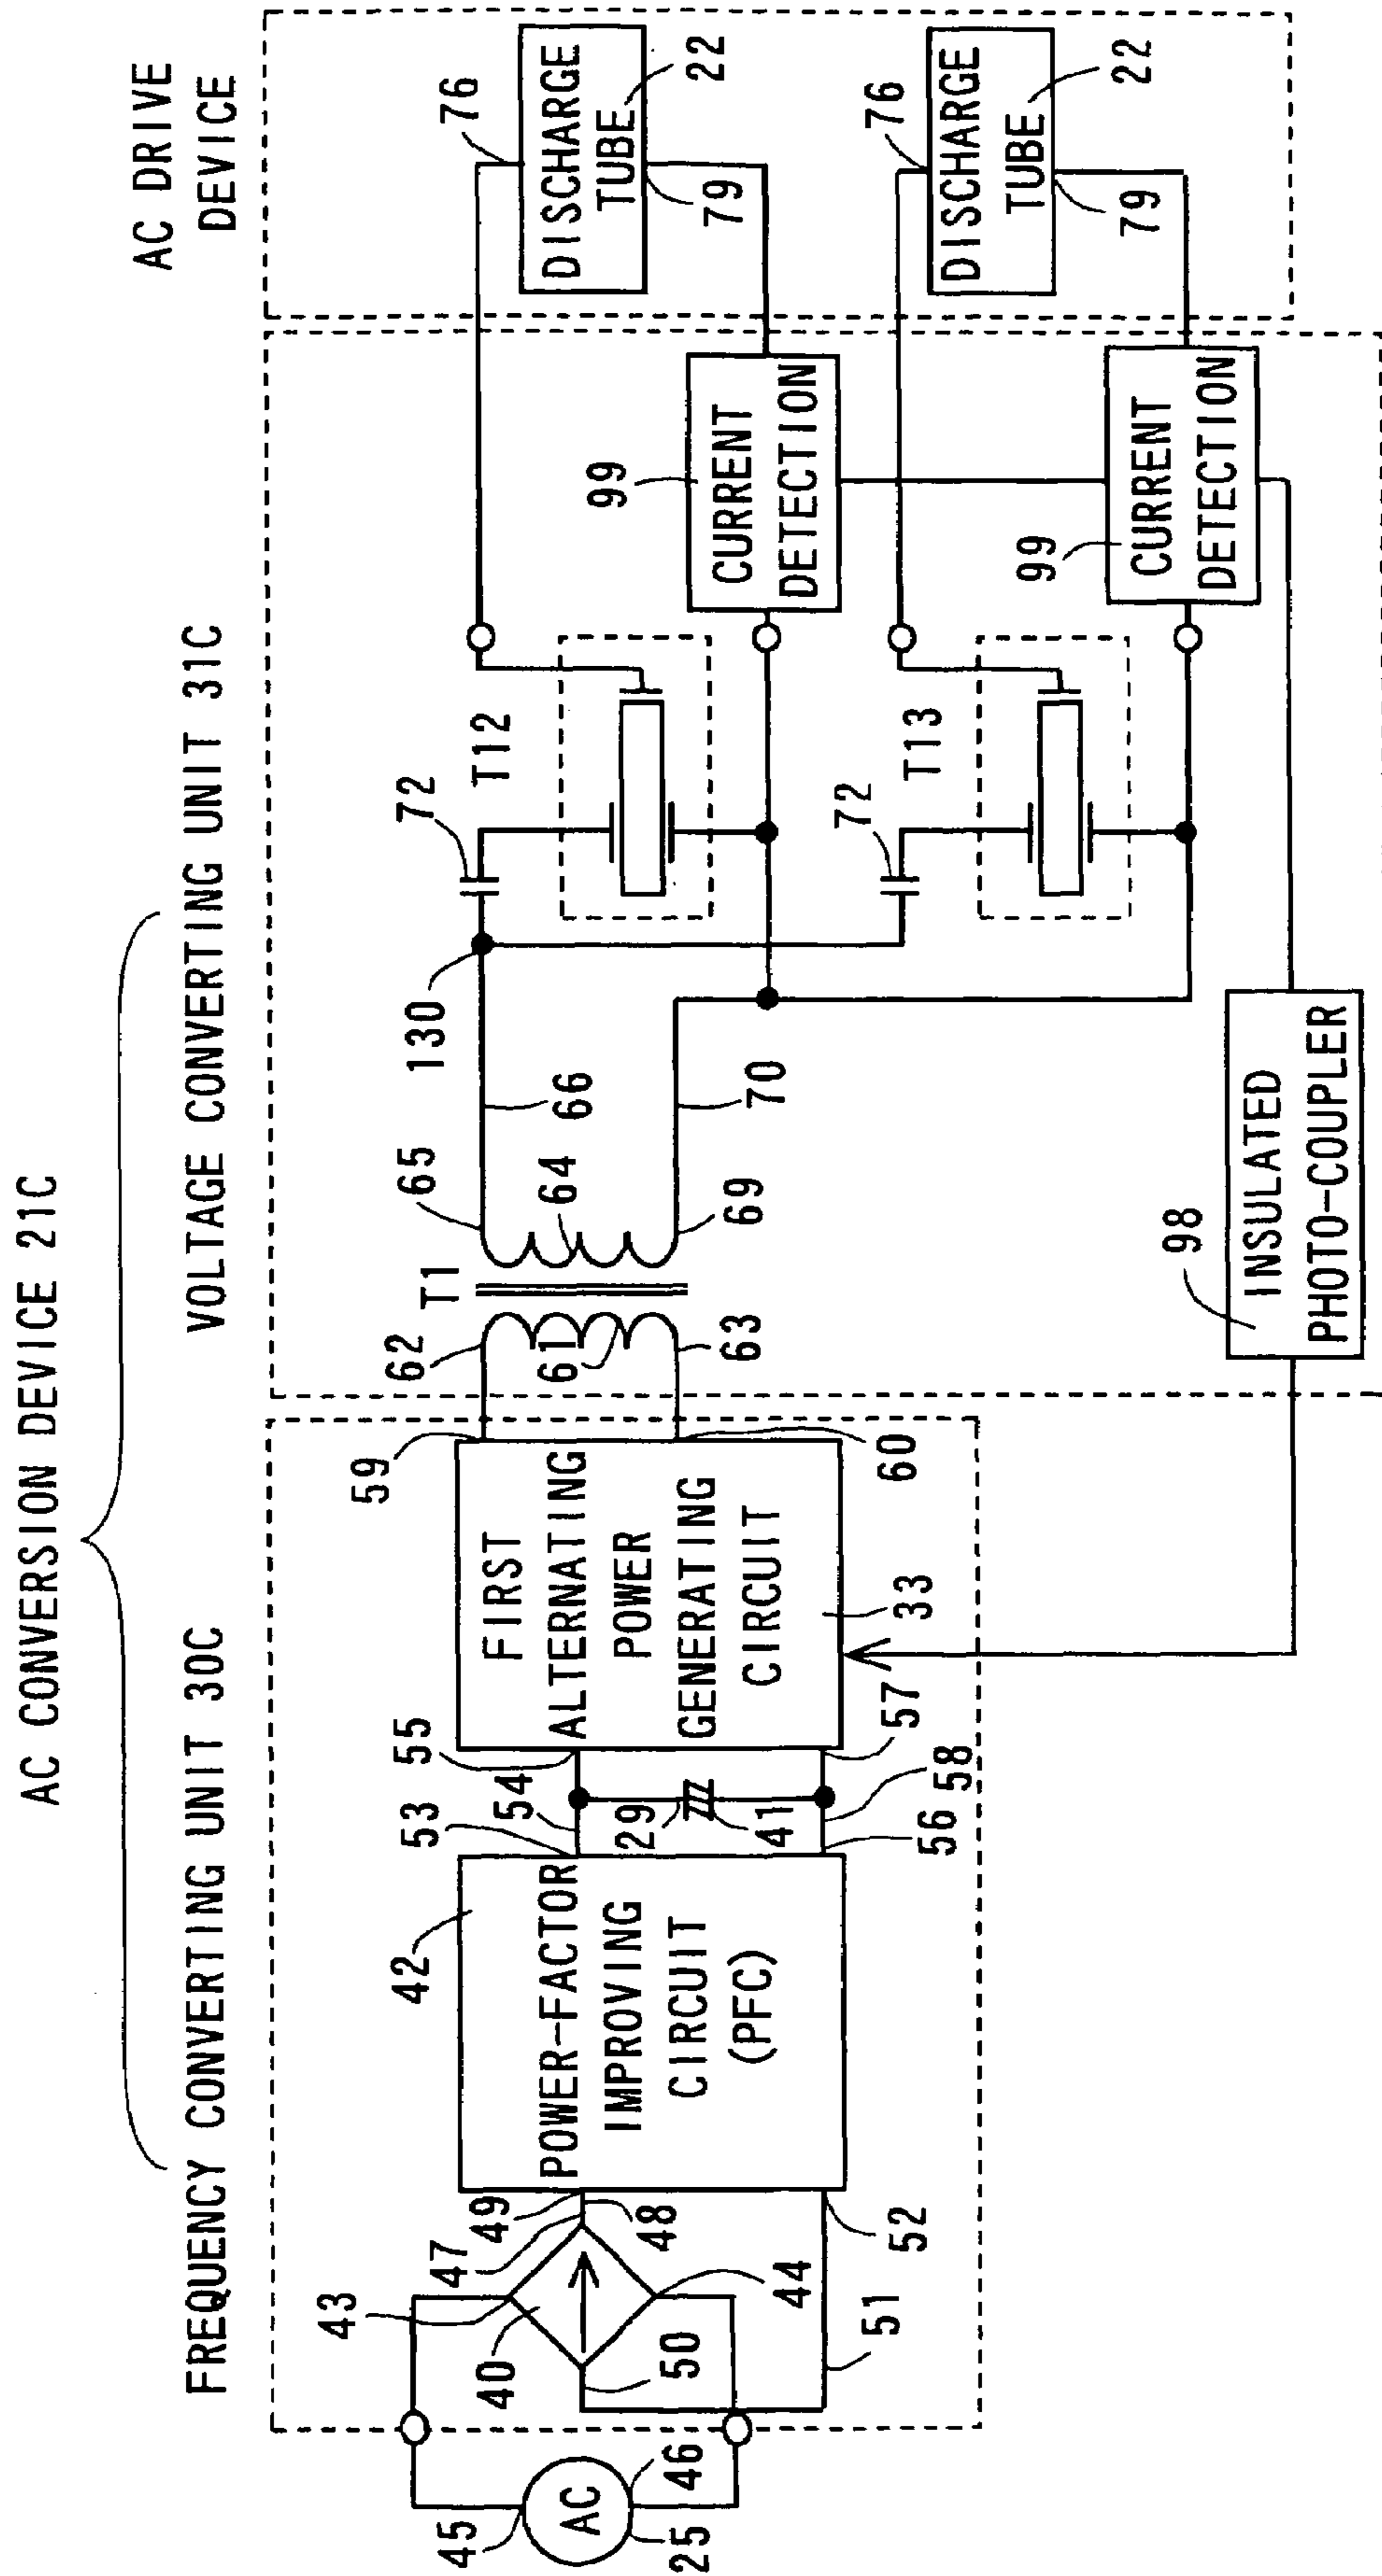 AC CONVERSION DEVICE 21C
FREQUENCY CONVERTING UNIT 30C
VOLTAGE CONVERTING UNIT 31C
AC DRIVE
DEVICE
45
AC
46
25
43
40
47
49
48
44
50
51
52
42
POWER-FACTOR
IMPROVING
CIRCUIT
(PFC)
53
54
55
29
41
56
58
57
FIRST
ALTERNATING
POWER
GENERATING
CIRCUIT
33
59
60
62
61
63
T1
65
64
69
66
70
130
72
T12
72
T13
98
INSULATED
PHOTO-COUPLER
99
CURRENT
DETECTION
99
CURRENT
DETECTION
76
DISCHARGE
TUBE
22
79
76
DISCHARGE
TUBE
22
79